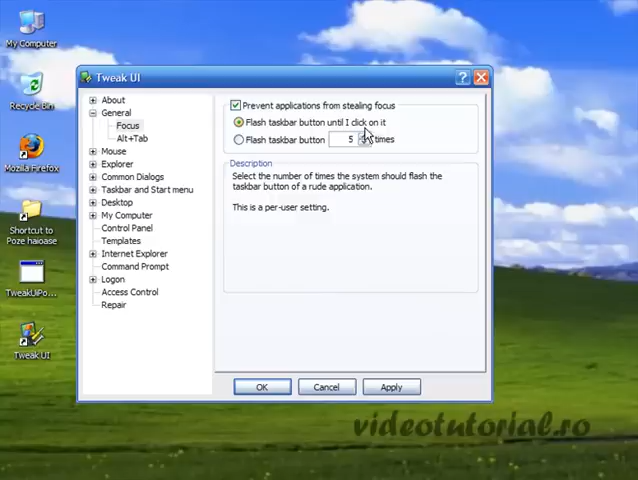 My Computer
Recycle Bin
Mozilla Firefox
Shortcut to
Poze haioase
TweakUiPo...
Tweak UI
Tweak UI
About
General
Focus
Alt+Tab
Mouse
Explorer
Common Dialogs
Taskbar and Start menu
Desktop
My Computer
Control Panel
Templates
Internet Explorer
Command Prompt
Logon
Access Control
Repair
Prevent applications from stealing focus
Flash taskbar button until I click on it
Flash taskbar button 5 times
Description
Select the number of times the system should flash the
taskbar button of a rude application.
This is a per-user setting.
OK Cancel Apply
videotutorial.ro